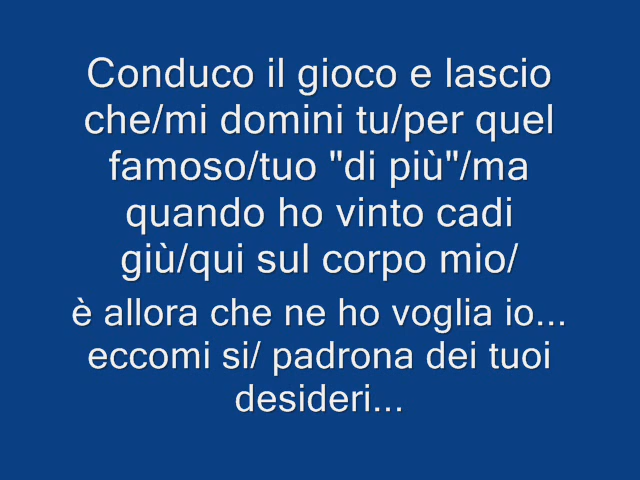 Conduco il gioco e lascio
che/mi domini tu/per quel
famoso/tuo "di più"/ma
quando ho vinto cadi
giù/qui sul corpo mio/
è allora che ne ho voglia io...
eccomi si/ padrona dei tuoi
desideri...